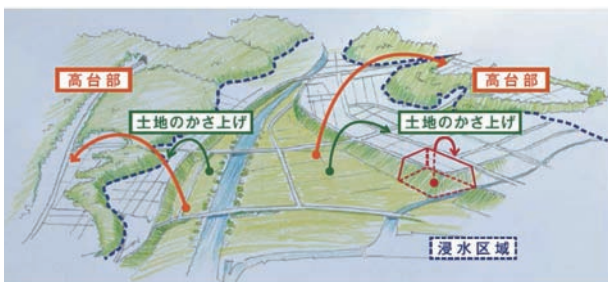 高台部
高台部
土地のかさ上げ
土地のかさ上げ
浸水区域